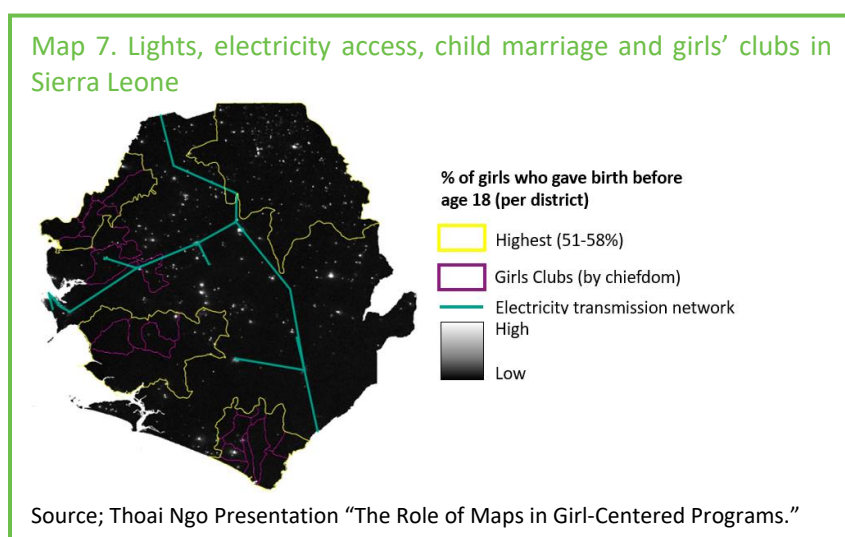 Map 7. Lights, electricity access, child marriage and girls’ clubs in
Sierra Leone
% of girls who gave birth before
age 18 (per district)
Highest (51-58%)
Girls Clubs (by chiefdom)
Electricity transmission network
High
Low
Source; Thoai Ngo Presentation “The Role of Maps in Girl-Centered Programs.”